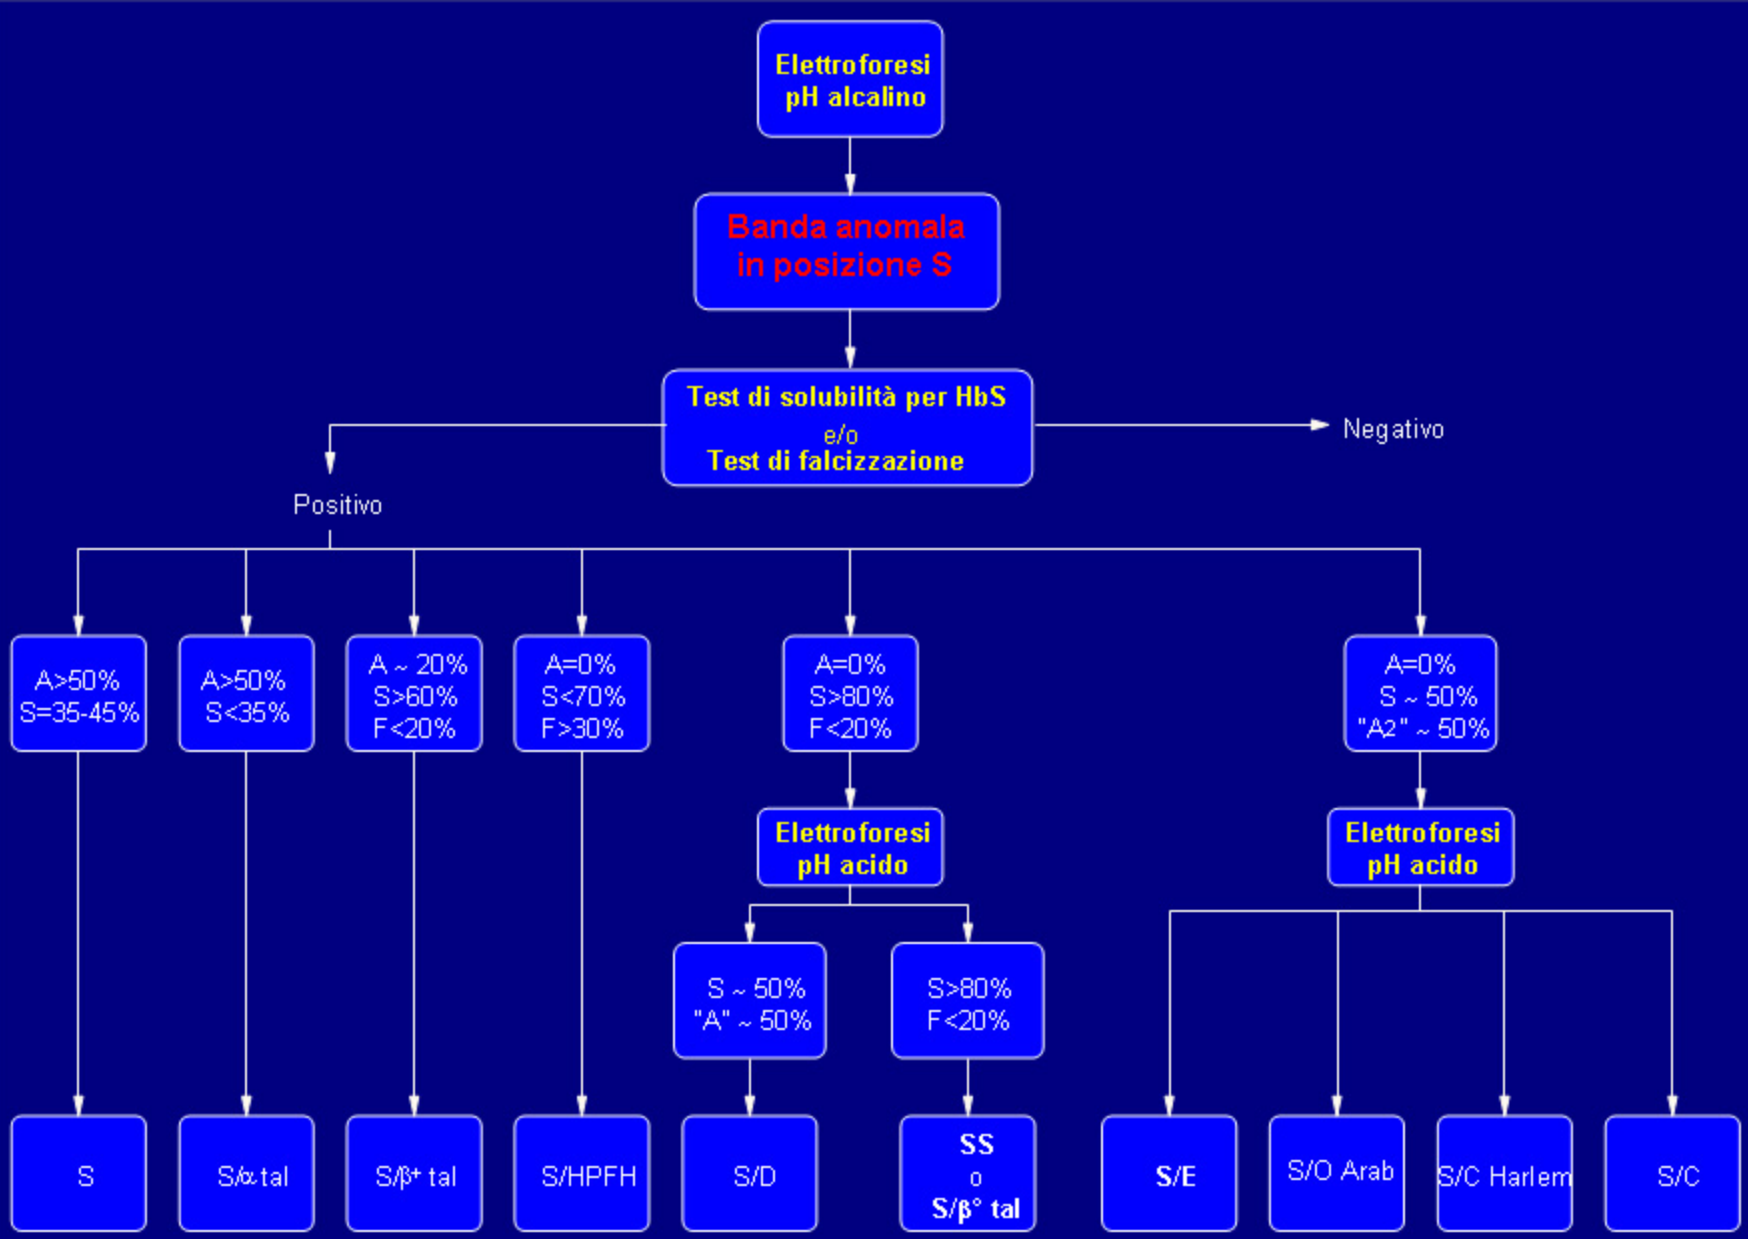 Elettroforesi
pH alcalino
Banda anomala
in posizione S
Test di solubilità per HbS
e/o
Test di falcizzazione
Negativo
Positivo
A>50%
S=35-45%
A>50%
S<35%
A ~ 20%
S>60%
F<20%
A=0%
S<70%
F>30%
A=0%
S>80%
F<20%
A=0%
S ~ 50%
"A2" ~ 50%
Elettroforesi
pH acido
Elettroforesi
pH acido
S ~ 50%
"A" ~ 50%
S>80%
F<20%
S
S/α tal
S/β⁺ tal
S/HPFH
S/D
SS
o
S/β° tal
S/E
S/O Arab
S/C Harlem
S/C